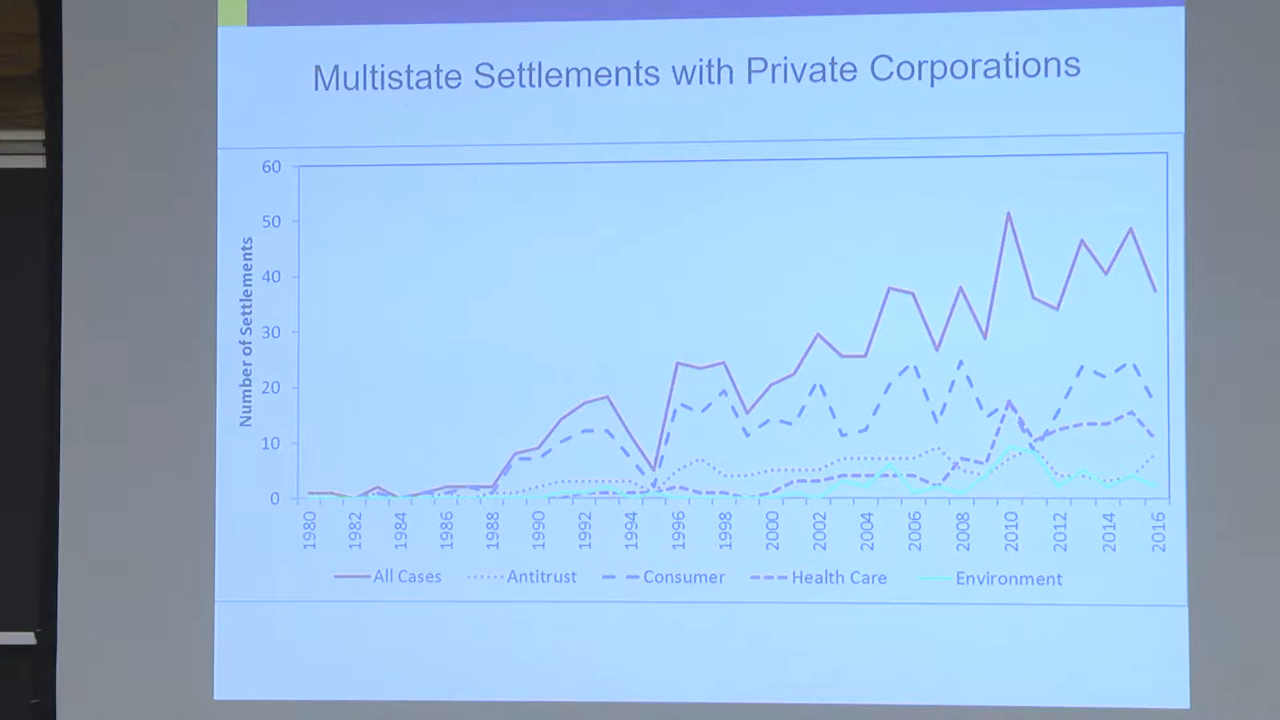 Multistate Settlements with Private Corporations
60
50
40
30
20
10
0
Number of Settlements
1980 1982 1984 1986 1988 1990 1992 1994 1996 1998 2000 2002 2004 2006 2008 2010 2012 2014 2016
All Cases Antitrust Consumer Health Care Environment